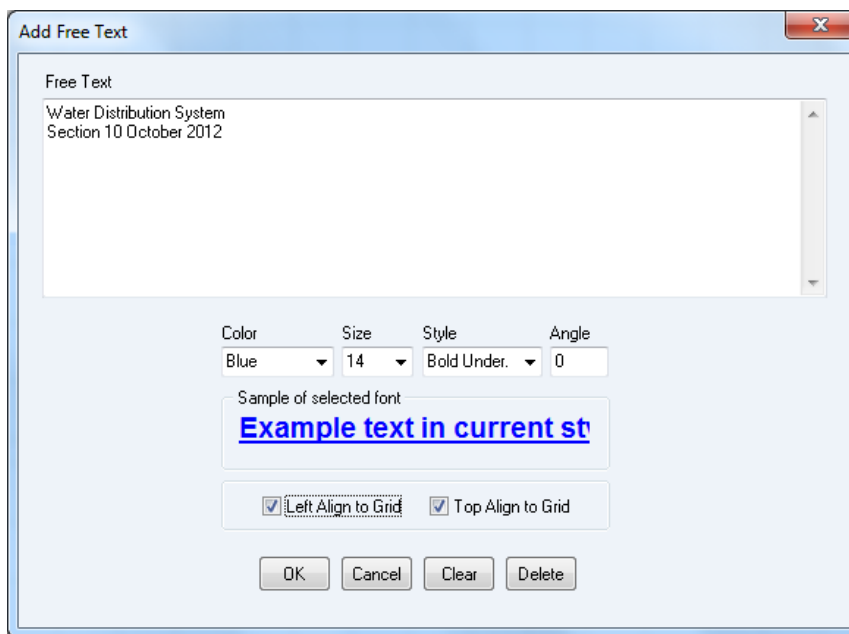 Add Free Text
Free Text
Water Distribution System
Section 10 October 2012
Color Size Style Angle
Blue 14 Bold Under. 0
Sample of selected font
Example text in current sty
Left Align to Grid Top Align to Grid
OK Cancel Clear Delete